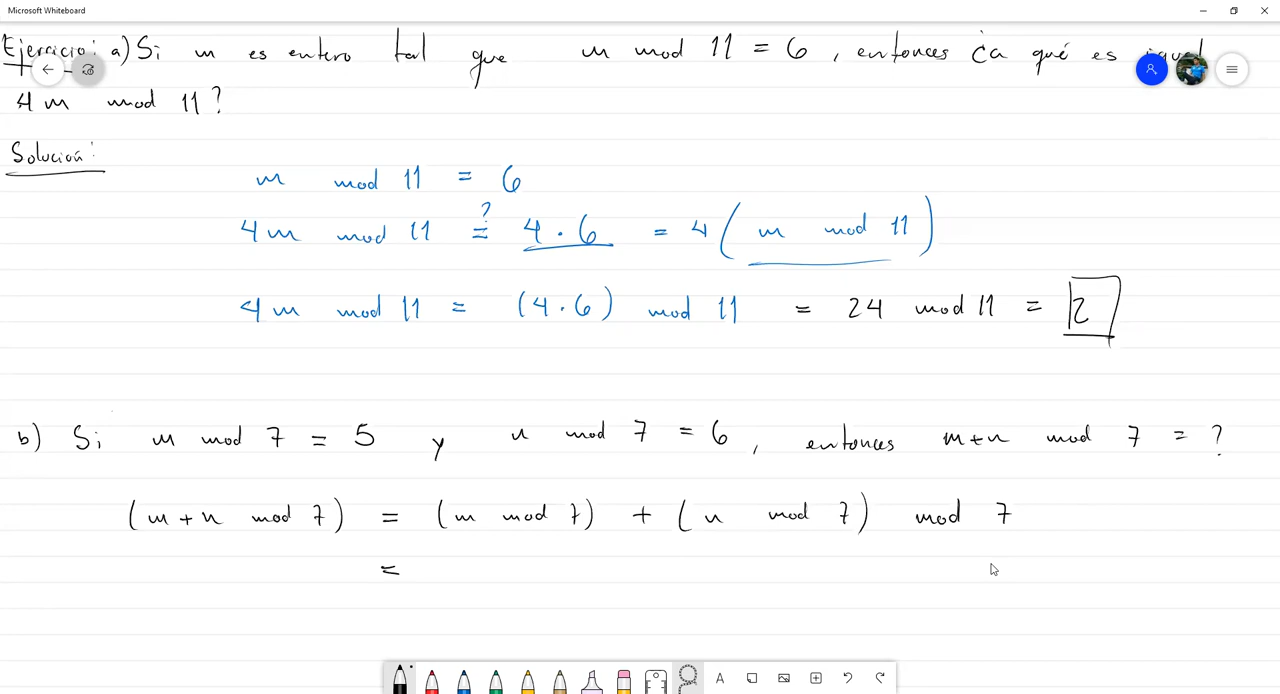 Microsoft Whiteboard
Ejercicio: a) Si m es entero tal que m mod 11 = 6, entonces ¿a qué es igual
4m mod 11?
Solución:
m mod 11 = 6
4m mod 11 =? 4 · 6 = 4 (m mod 11)
4m mod 11 = (4 · 6) mod 11 = 24 mod 11 = 2
b) Si m mod 7 = 5 y n mod 7 = 6, entonces m+n mod 7 = ?
(m + n mod 7) = (m mod 7) + (n mod 7) mod 7
=
A